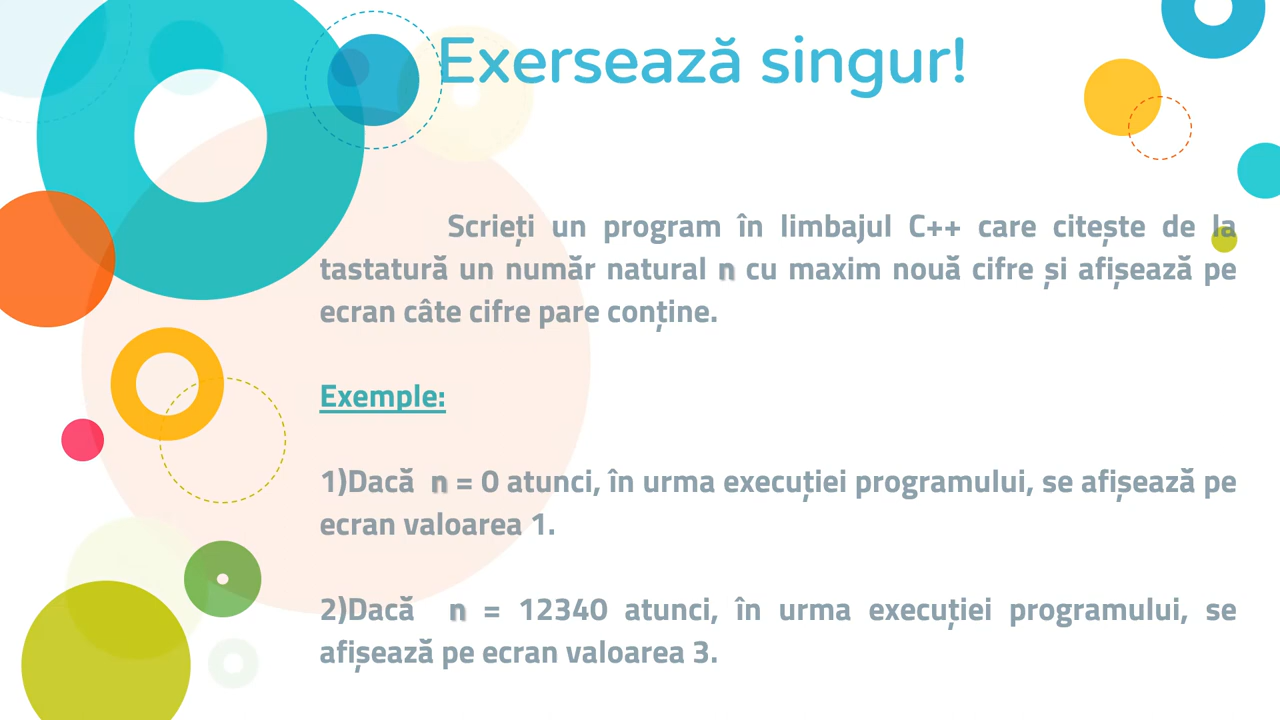 Exersează singur!
Scrieți un program în limbajul C++ care citește de la
tastatură un număr natural n cu maxim nouă cifre și afișează pe
ecran câte cifre pare conține.
Exemple:
1)Dacă n = 0 atunci, în urma execuției programului, se afișează pe
ecran valoarea 1.
2)Dacă n = 12340 atunci, în urma execuției programului, se
afișează pe ecran valoarea 3.